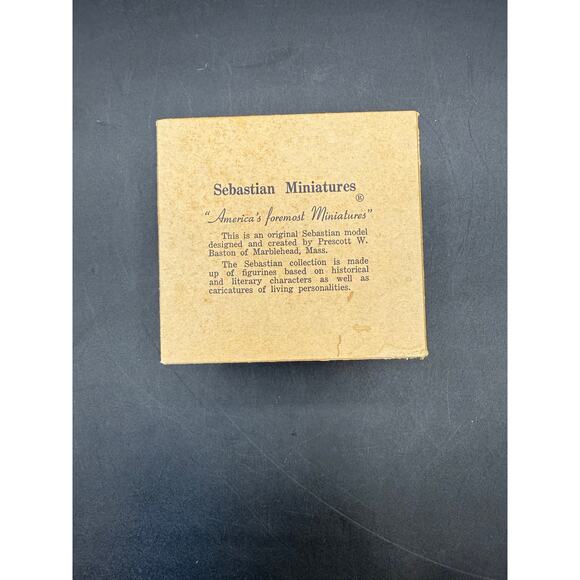 Sebastian Miniatures ®
"America's foremost Miniatures"
This is an original Sebastian model
designed and created by Prescott W.
Baston of Marblehead, Mass.
The Sebastian collection is made
up of figurines based on historical
and literary characters as well as
caricatures of living personalities.